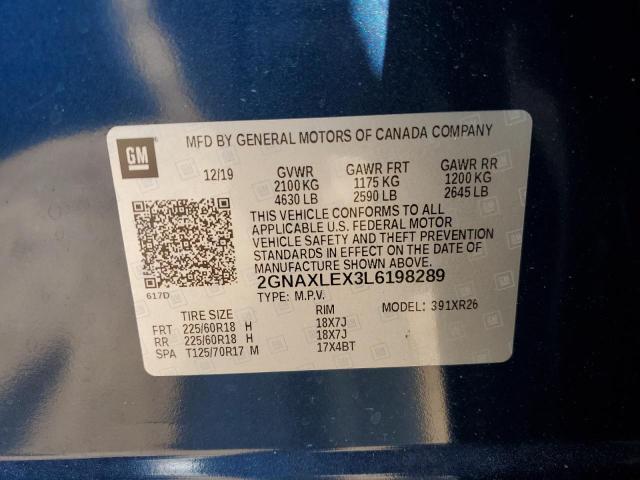 GM
MFD BY GENERAL MOTORS OF CANADA COMPANY
12/19 GVWR GAWR FRT GAWR RR
2100 KG 1175 KG 1200 KG
4630 LB 2590 LB 2645 LB
THIS VEHICLE CONFORMS TO ALL
APPLICABLE U.S. FEDERAL MOTOR
VEHICLE SAFETY AND THEFT PREVENTION
STANDARDS IN EFFECT ON THE DATE OF
MANUFACTURE SHOWN ABOVE.
2GNAXLEX3L6198289
617D
TYPE: M.P.V. MODEL: 391XR26
TIRE SIZE RIM
FRT 225/60R18 H 18X7J
RR 225/60R18 H 18X7J
SPA T125/70R17 M 17X4BT